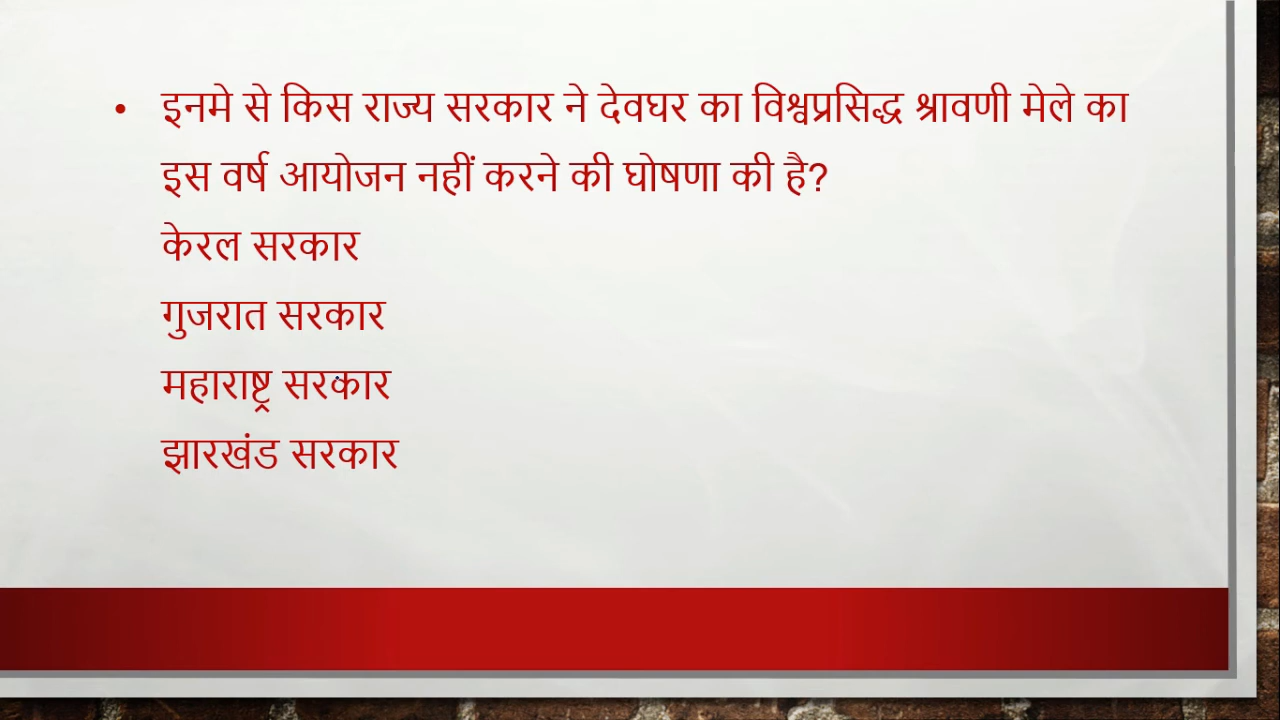 • इनमे से किस राज्य सरकार ने देवघर का विश्वप्रसिद्ध श्रावणी मेले का
इस वर्ष आयोजन नहीं करने की घोषणा की है?
केरल सरकार
गुजरात सरकार
महाराष्ट्र सरकार
झारखंड सरकार